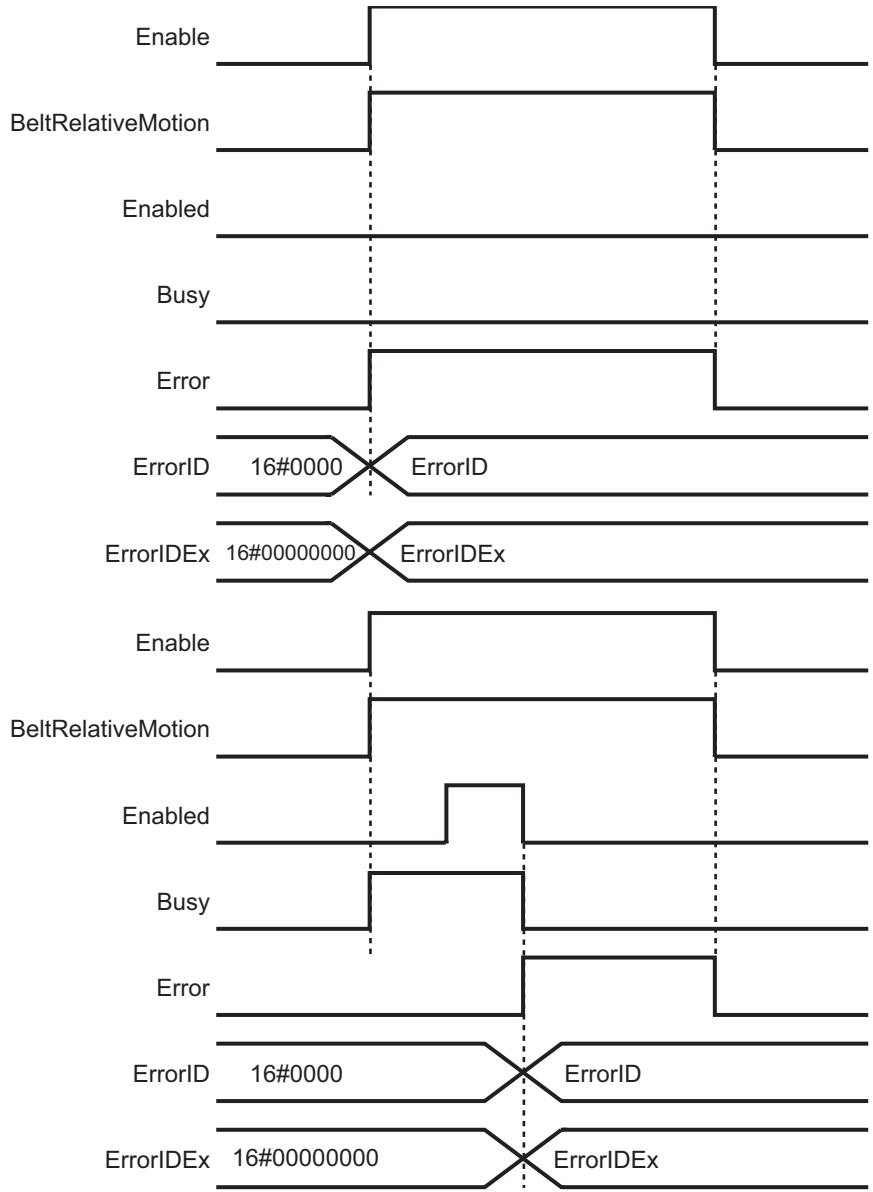 Enable
BeltRelativeMotion
Enabled
Busy
Error
ErrorID 16#0000 ErrorID
ErrorIDEx 16#00000000 ErrorIDEx
Enable
BeltRelativeMotion
Enabled
Busy
Error
ErrorID 16#0000 ErrorID
ErrorIDEx 16#00000000 ErrorIDEx